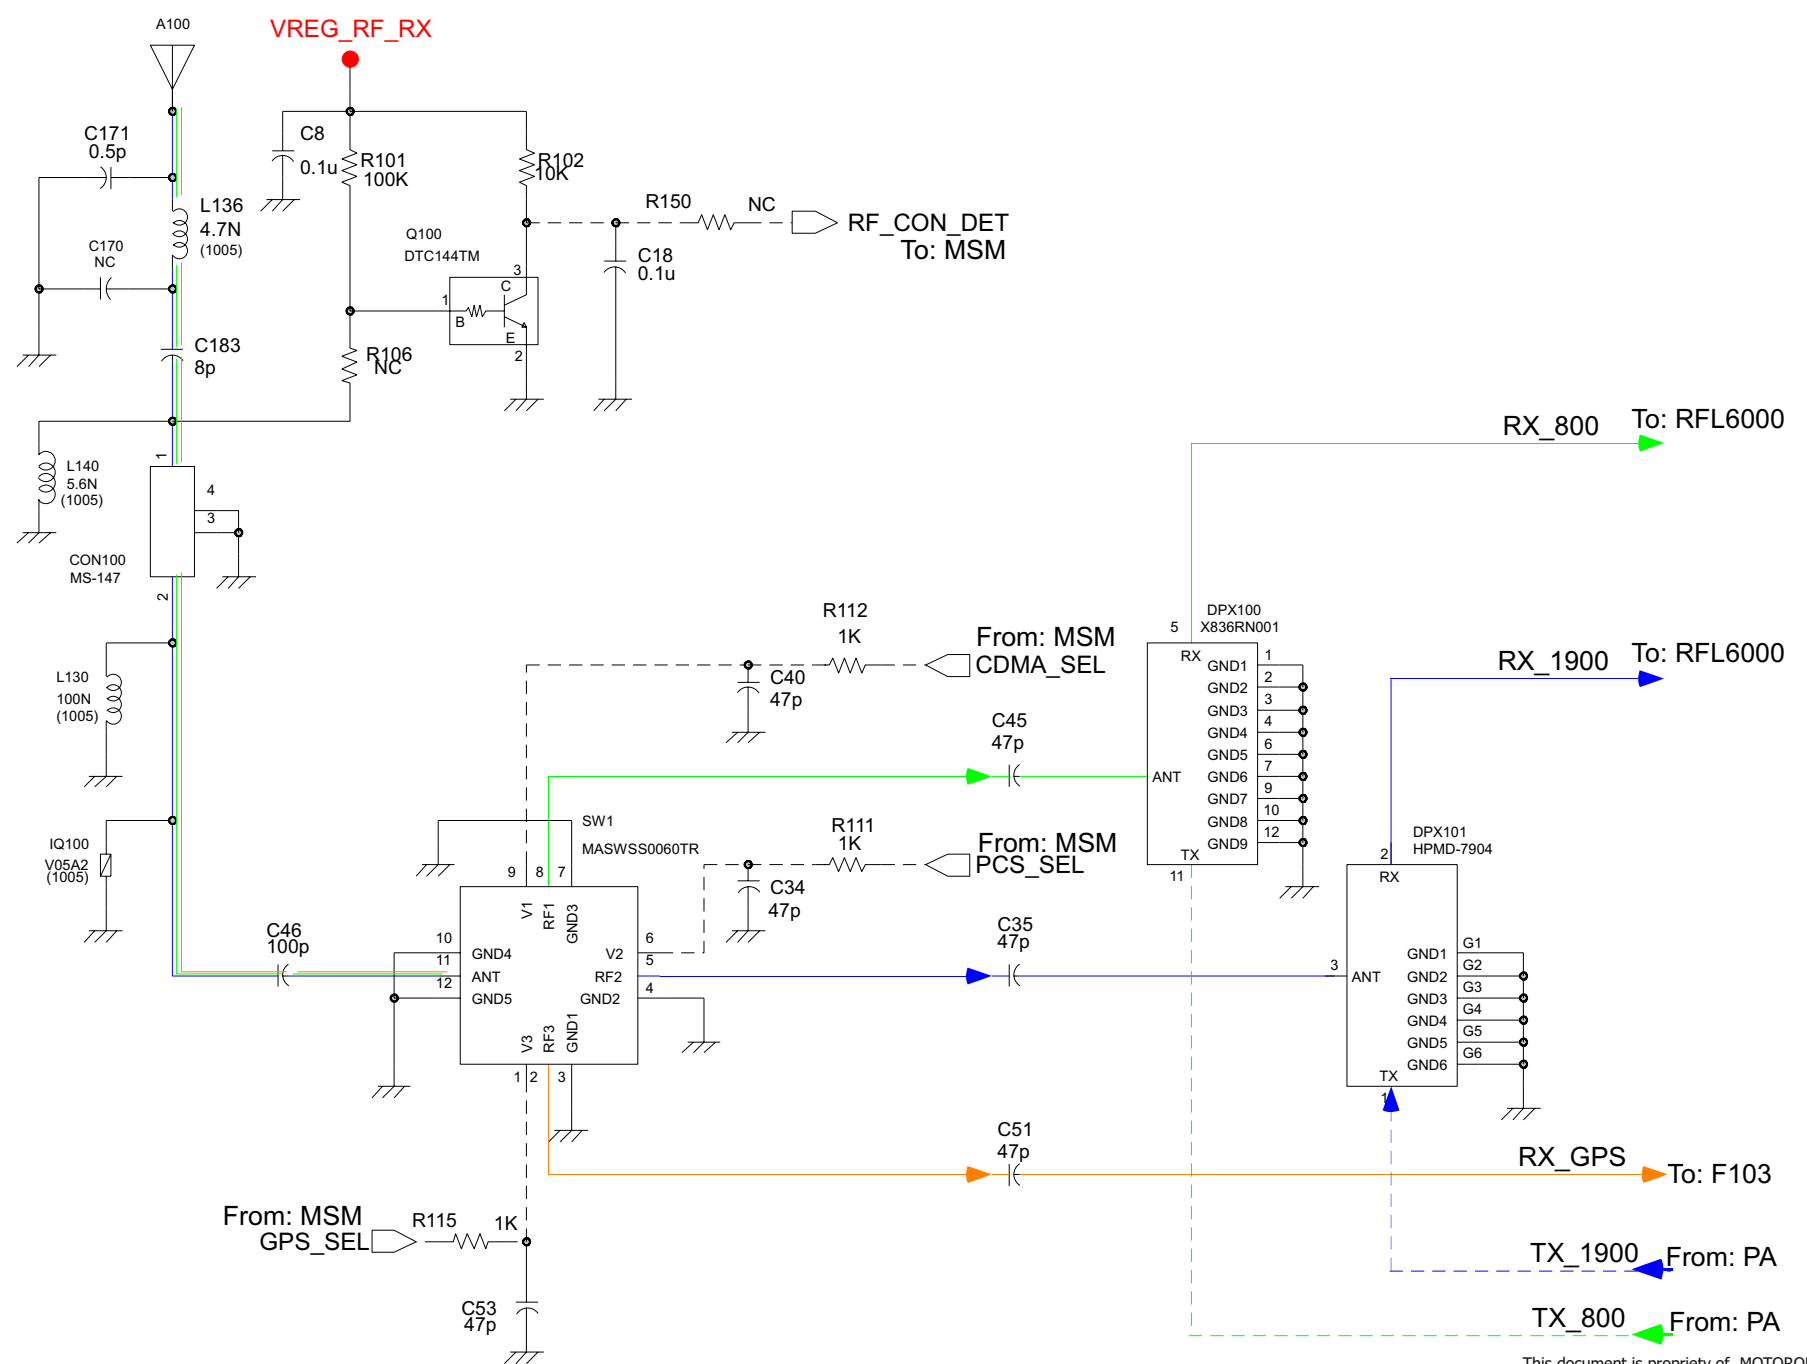 A100
VREG_RF_RX
C171
0.5p
C8
0.1u
R101
100K
R102
10K
L136
4.7N
(1005)
R150
NC
RF_CON_DET
To: MSM
C170
NC
Q100
DTC144TM
C18
0.1u
3
C
1
B
E
2
C183
8p
R106
NC
RX_800
To: RFL6000
1
L140
5.6N
(1005)
4
3
CON100
MS-147
2
R112
1K
From: MSM
CDMA_SEL
DPX100
X836RN001
5
RX
GND1
1
GND2
2
GND3
3
GND4
4
GND5
6
GND6
7
GND7
9
GND8
10
GND9
12
ANT
TX
11
RX_1900
To: RFL6000
L130
100N
(1005)
C40
47p
C45
47p
SW1
MASWSS0060TR
R111
1K
From: MSM
PCS_SEL
DPX101
HPMD-7904
IQ100
V05A2
(1005)
9
8
7
V1
RF1
GND3
C34
47p
2
RX
C46
100p
10
GND4
11
ANT
12
GND5
V2
6
RF2
5
GND2
4
C35
47p
3
ANT
GND1
G1
GND2
G2
GND3
G3
GND4
G4
GND5
G5
GND6
G6
TX
1
V3
RF3
GND1
1
2
3
C51
47p
RX_GPS
To: F103
From: MSM
GPS_SEL
R115
1K
TX_1900
From: PA
C53
47p
TX_800
From: PA